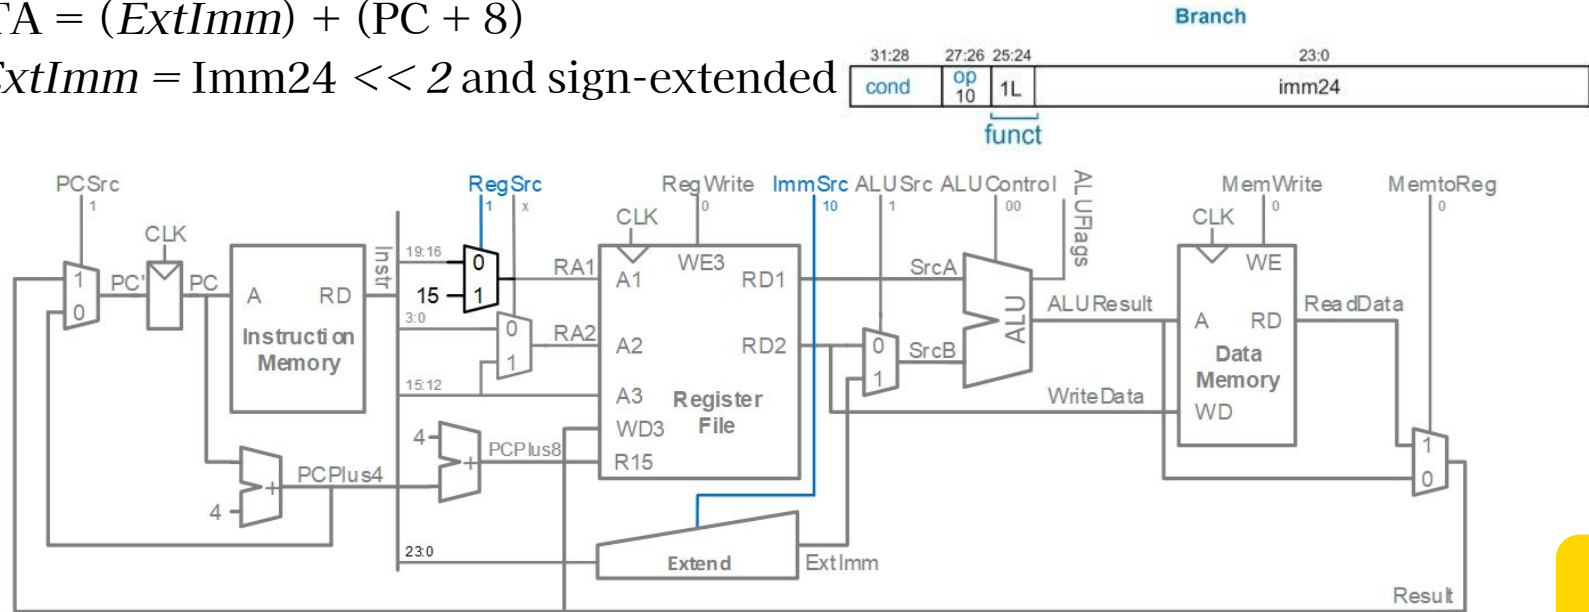 TA = (ExtImm) + (PC + 8)
ExtImm = Imm24 << 2 and sign-extended
Branch
31:28 27:26 25:24 23:0
cond op 10 1L imm24
funct
PCSrc 1
RegSrc 1 x
RegWrite 0
ImmSrc 10
ALUSrc 1
ALUControl 00
ALUFlags
MemWrite 0
MemtoReg 0
CLK
CLK
CLK
1 0
PC'
PC
A RD
Instruction
Memory
Instr
19:16
15
3:0
15:12
23:0
0 1
0 1
RA1
RA2
A1
A2
A3
WD3
R15
WE3
RD1
RD2
Register
File
4
+
PCPlus4
4
+
PCPlus8
Extend
ExtImm
SrcA
0 1
SrcB
ALU
ALUResult
WriteData
WE
A RD
Data
Memory
WD
ReadData
1 0
Result